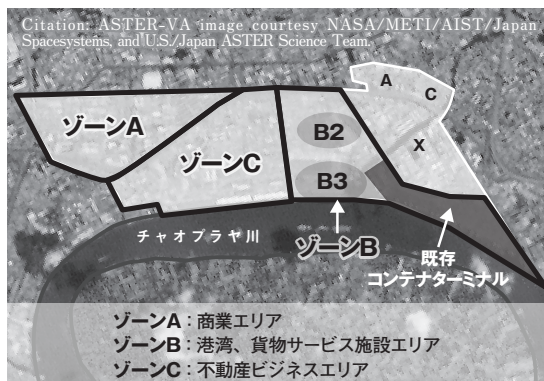 Citation: ASTER-VA image courtesy NASA/METI/AIST/Japan
Spacesystems, and U.S./Japan ASTER Science Team.
A
C
ゾーンA
B2
X
ゾーンC
B3
チャオプラヤ川
ゾーンB
既存
コンテナターミナル
ゾーンA：商業エリア
ゾーンB：港湾、貨物サービス施設エリア
ゾーンC：不動産ビジネスエリア